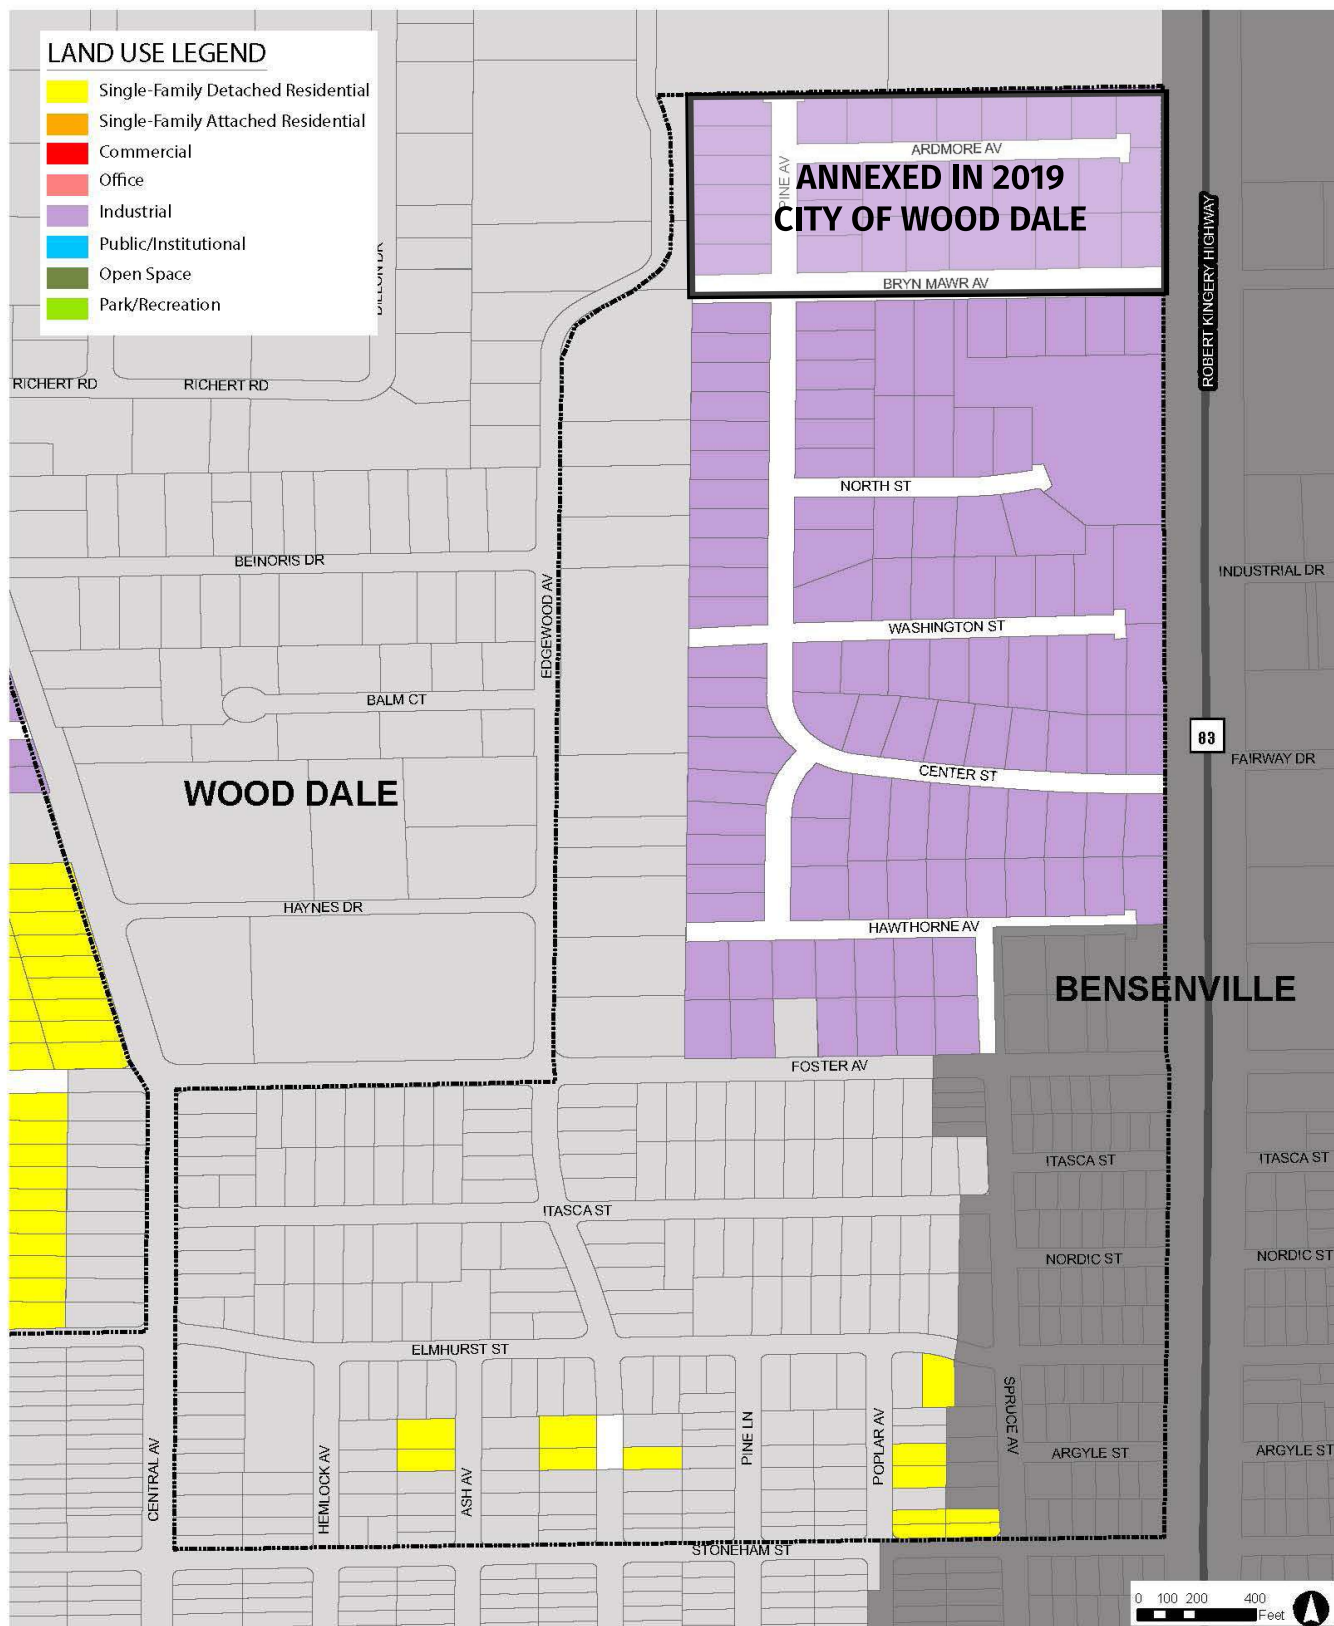 LAND USE LEGEND
Single-Family Detached Residential
Single-Family Attached Residential
Commercial
Office
Industrial
Public/Institutional
Open Space
Park/Recreation
ARDMORE AV
PINE AV
ANNEXED IN 2019
CITY OF WOOD DALE
BRYN MAWR AV
ROBERT KINGERY HIGHWAY
DILLON DR
RICHERT RD
RICHERT RD
NORTH ST
BEINORIS DR
EDGEWOOD AV
INDUSTRIAL DR
WASHINGTON ST
BALM CT
83
FAIRWAY DR
CENTER ST
WOOD DALE
HAYNES DR
HAWTHORNE AV
BENSENVILLE
FOSTER AV
ITASCA ST
ITASCA ST
ITASCA ST
NORDIC ST
NORDIC ST
ELMHURST ST
SPRUCE AV
CENTRAL AV
HEMLOCK AV
ASH AV
PINE LN
POPLAR AV
ARGYLE ST
ARGYLE ST
STONEHAM ST
0 100 200 400
Feet